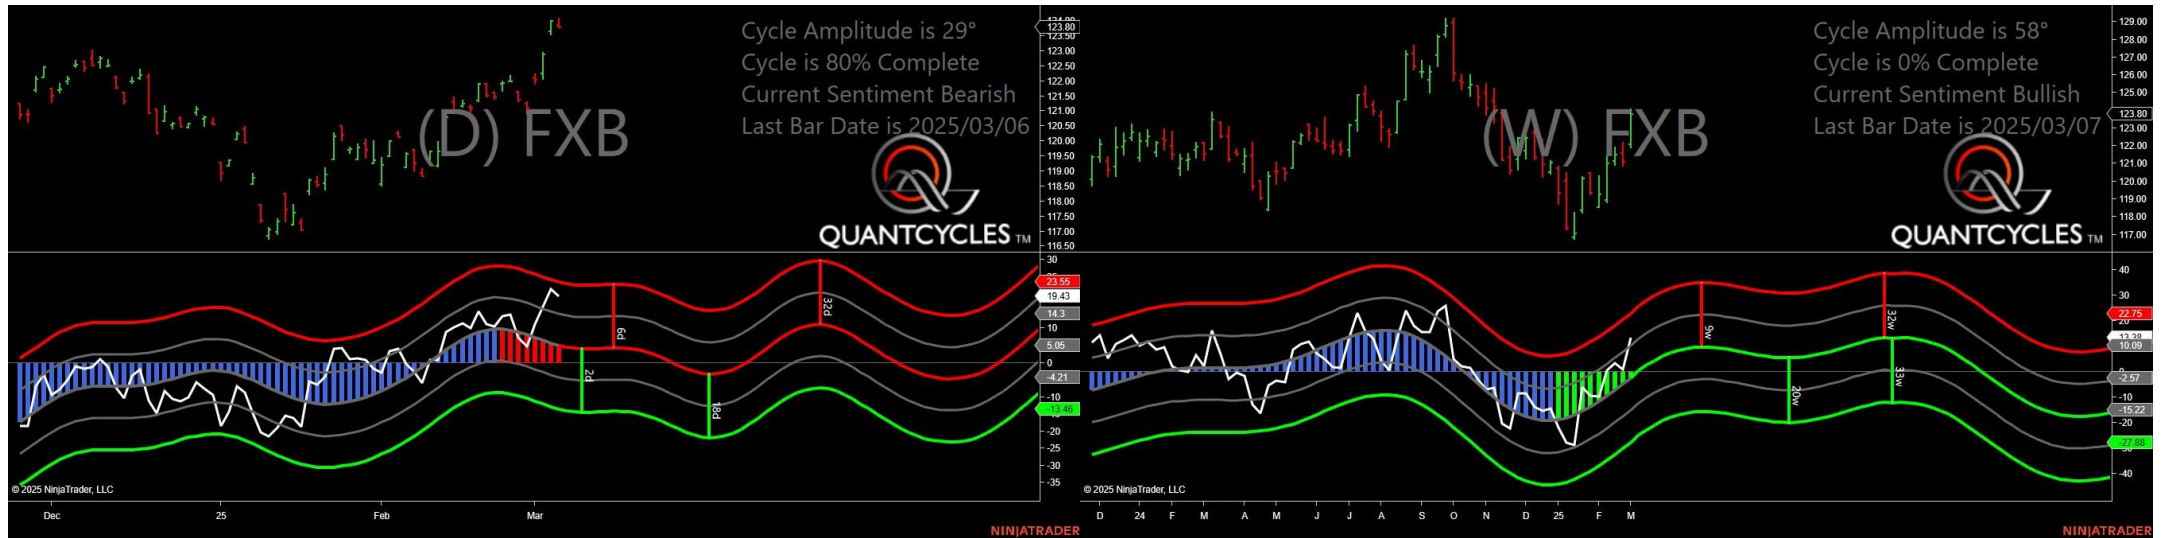 Cycle Amplitude is 29°
Cycle is 80% Complete
Current Sentiment Bearish
Last Bar Date is 2025/03/06
(D) FXB
QUANTCYCLES TM
123.80
123.50
123.00
122.50
122.00
121.50
121.00
120.50
120.00
119.50
119.00
118.50
118.00
117.50
117.00
116.50
30
23.55
19.43
14.3
10
5.05
0
-4.21
-10
-13.46
-20
-25
-30
-35
6d
2d
18d
32d
© 2025 NinjaTrader, LLC
Dec 25 Feb Mar
NINJATRADER
Cycle Amplitude is 58°
Cycle is 0% Complete
Current Sentiment Bullish
Last Bar Date is 2025/03/07
(W) FXB
QUANTCYCLES TM
129.00
128.00
127.00
126.00
125.00
123.80
123.00
122.00
121.00
120.00
119.00
118.00
117.00
40
30
22.75
10.09
-2.57
-10
-15.22
-20
-27.88
-40
9w
20w
32w
33w
© 2025 NinjaTrader, LLC
D 24 F M A M J J A S O N D 25 F M
NINJATRADER